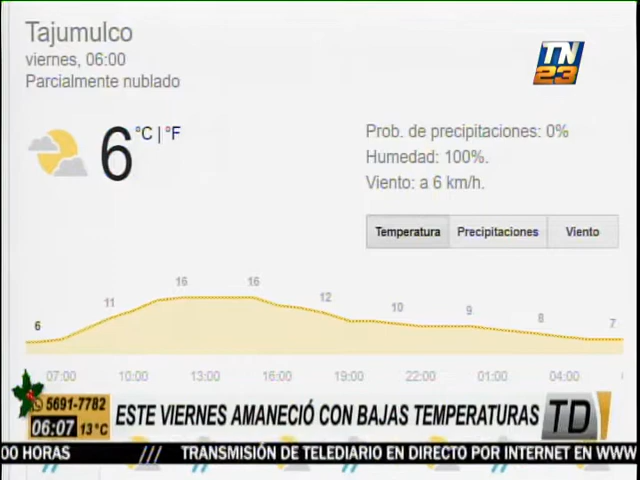 Tajumulco
viernes, 06:00
Parcialmente nublado
TN
23
6 °C | °F
Prob. de precipitaciones: 0%
Humedad: 100%.
Viento: a 6 km/h.
Temperatura Precipitaciones Viento
6 11 16 16 12 10 9 8 7
07:00 10:00 13:00 16:00 19:00 22:00 01:00 04:00
5691-7782
06:07 13°C
ESTE VIERNES AMANECIÓ CON BAJAS TEMPERATURAS
TD
00 HORAS /// TRANSMISIÓN DE TELEDIARIO EN DIRECTO POR INTERNET EN WWW